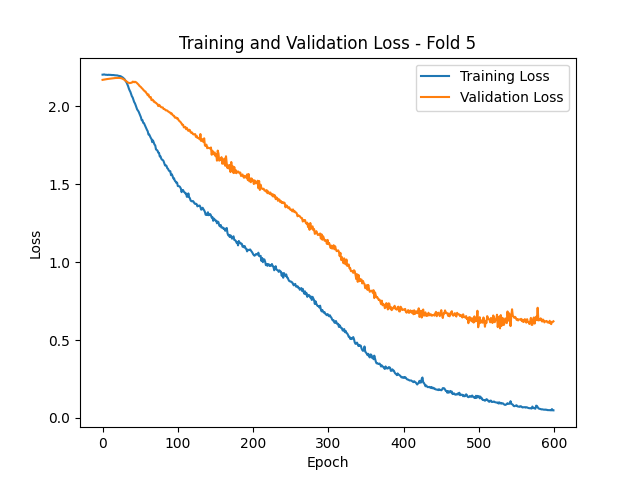 Training and Validation Loss - Fold 5
Training Loss
Validation Loss
2.0
1.5
1.0
0.5
0.0
Loss
0 100 200 300 400 500 600
Epoch